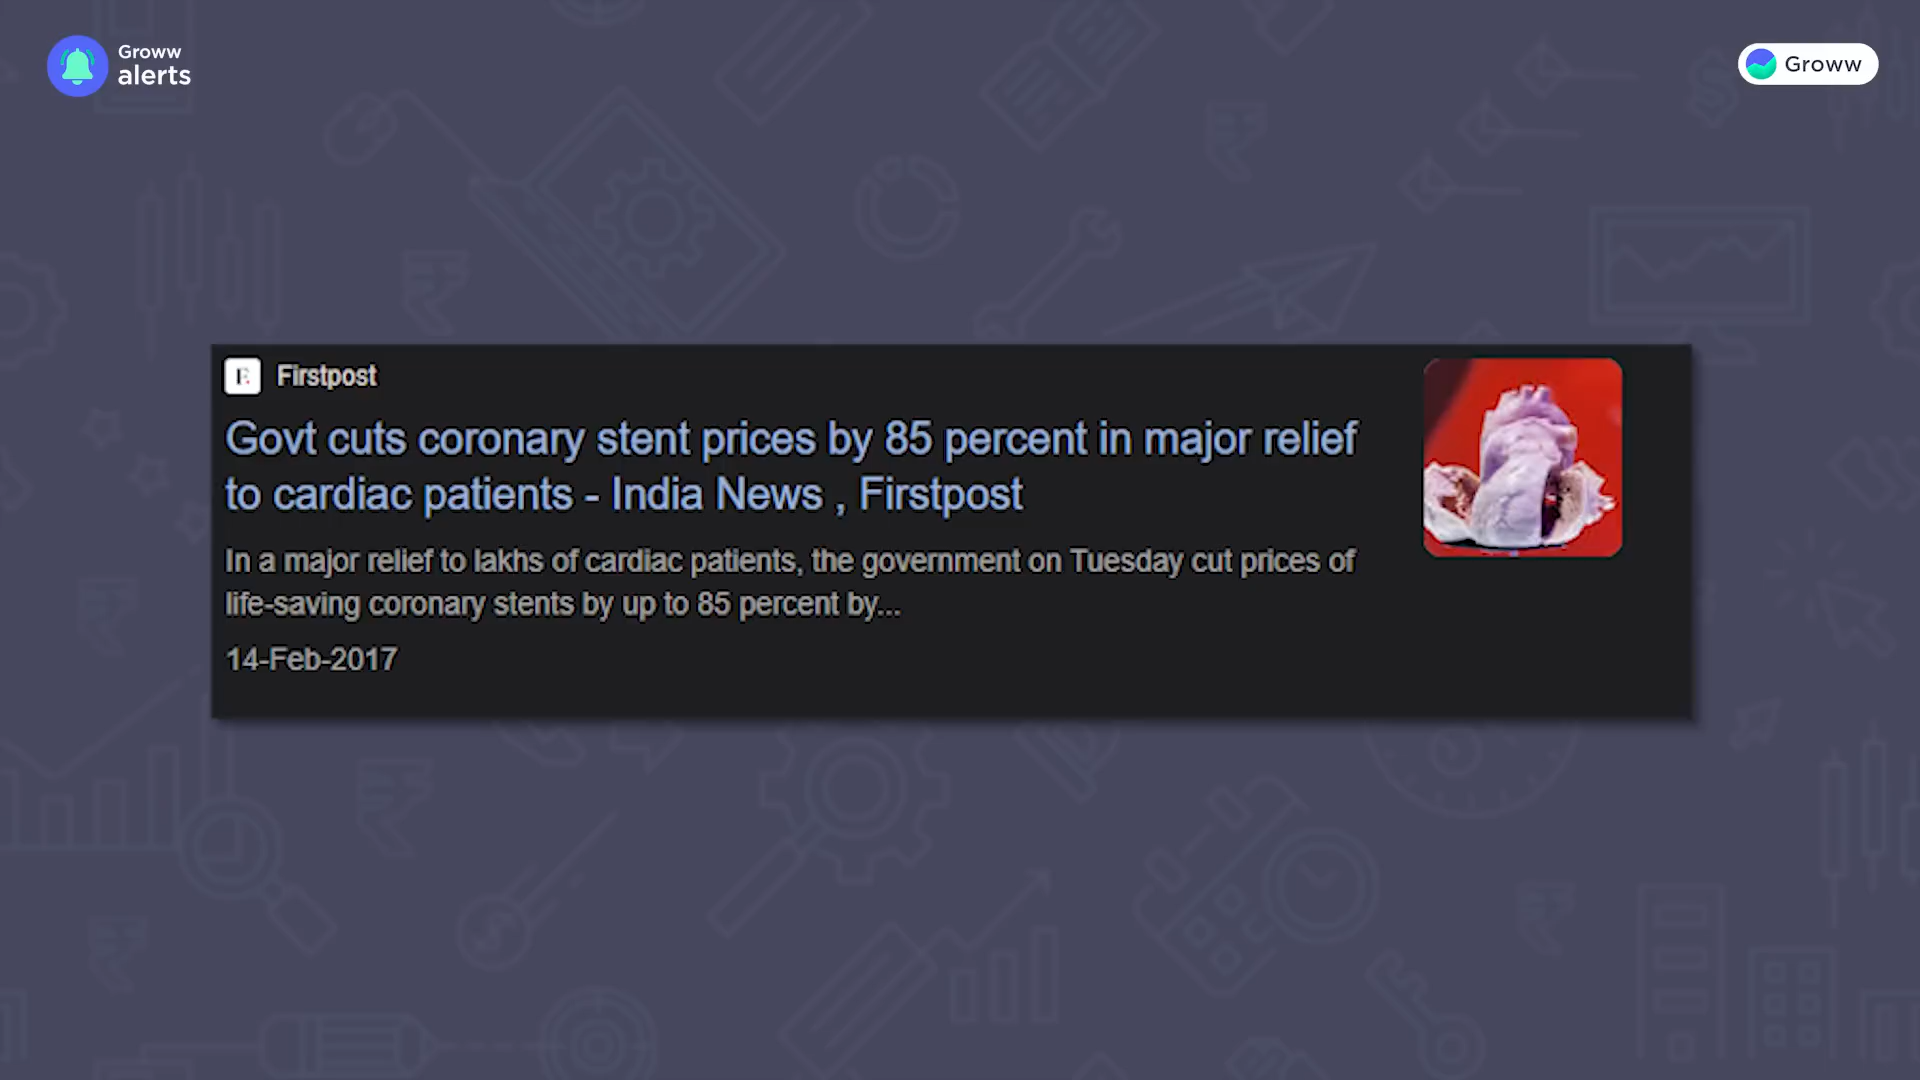 Groww
alerts
Groww
Firstpost
Govt cuts coronary stent prices by 85 percent in major relief
to cardiac patients - India News , Firstpost
In a major relief to lakhs of cardiac patients, the government on Tuesday cut prices of
life-saving coronary stents by up to 85 percent by...
14-Feb-2017